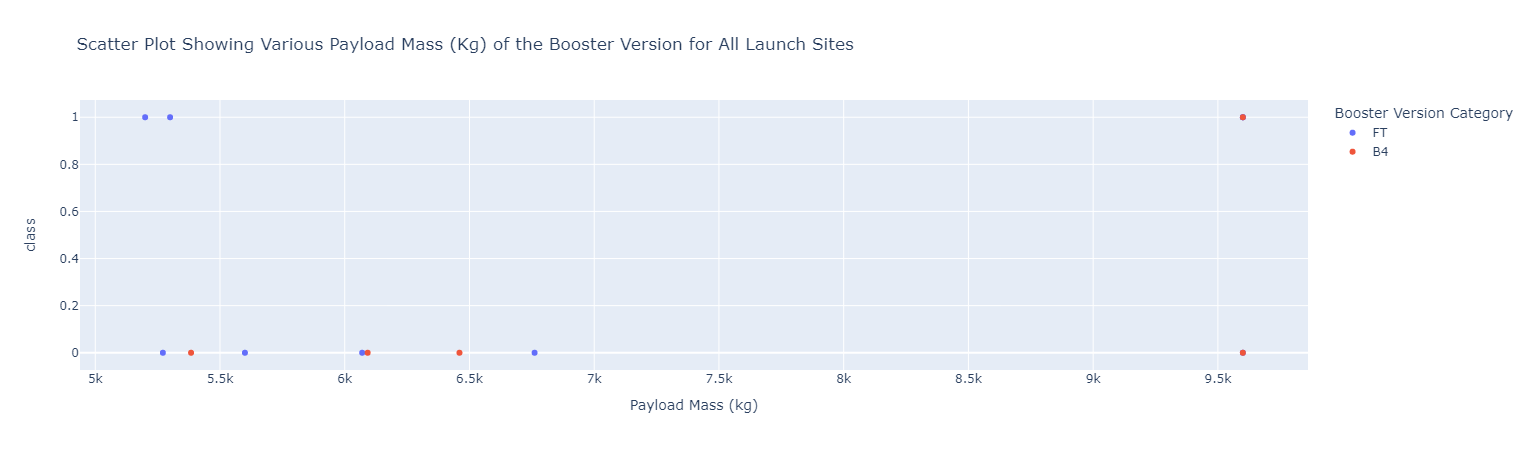 Scatter Plot Showing Various Payload Mass (Kg) of the Booster Version for All Launch Sites
Booster Version Category
FT
B4
class
1
0.8
0.6
0.4
0.2
0
5k 5.5k 6k 6.5k 7k 7.5k 8k 8.5k 9k 9.5k
Payload Mass (kg)